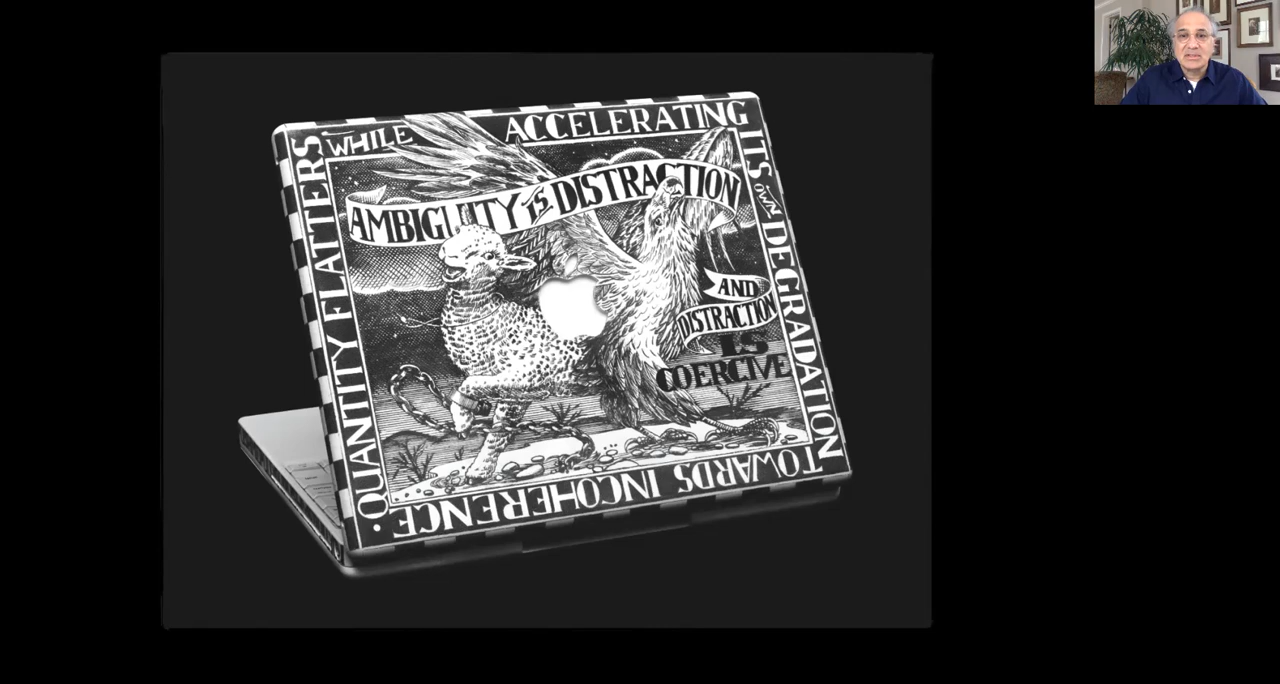 QUANTITY FLATTERS
WHILE ACCELERATING
ITS OWN DEGRADATION
TOWARDS INCOHERENCE ·
AMBIGUITY IS DISTRACTION
AND
DISTRACTION
IS
COERCIVE